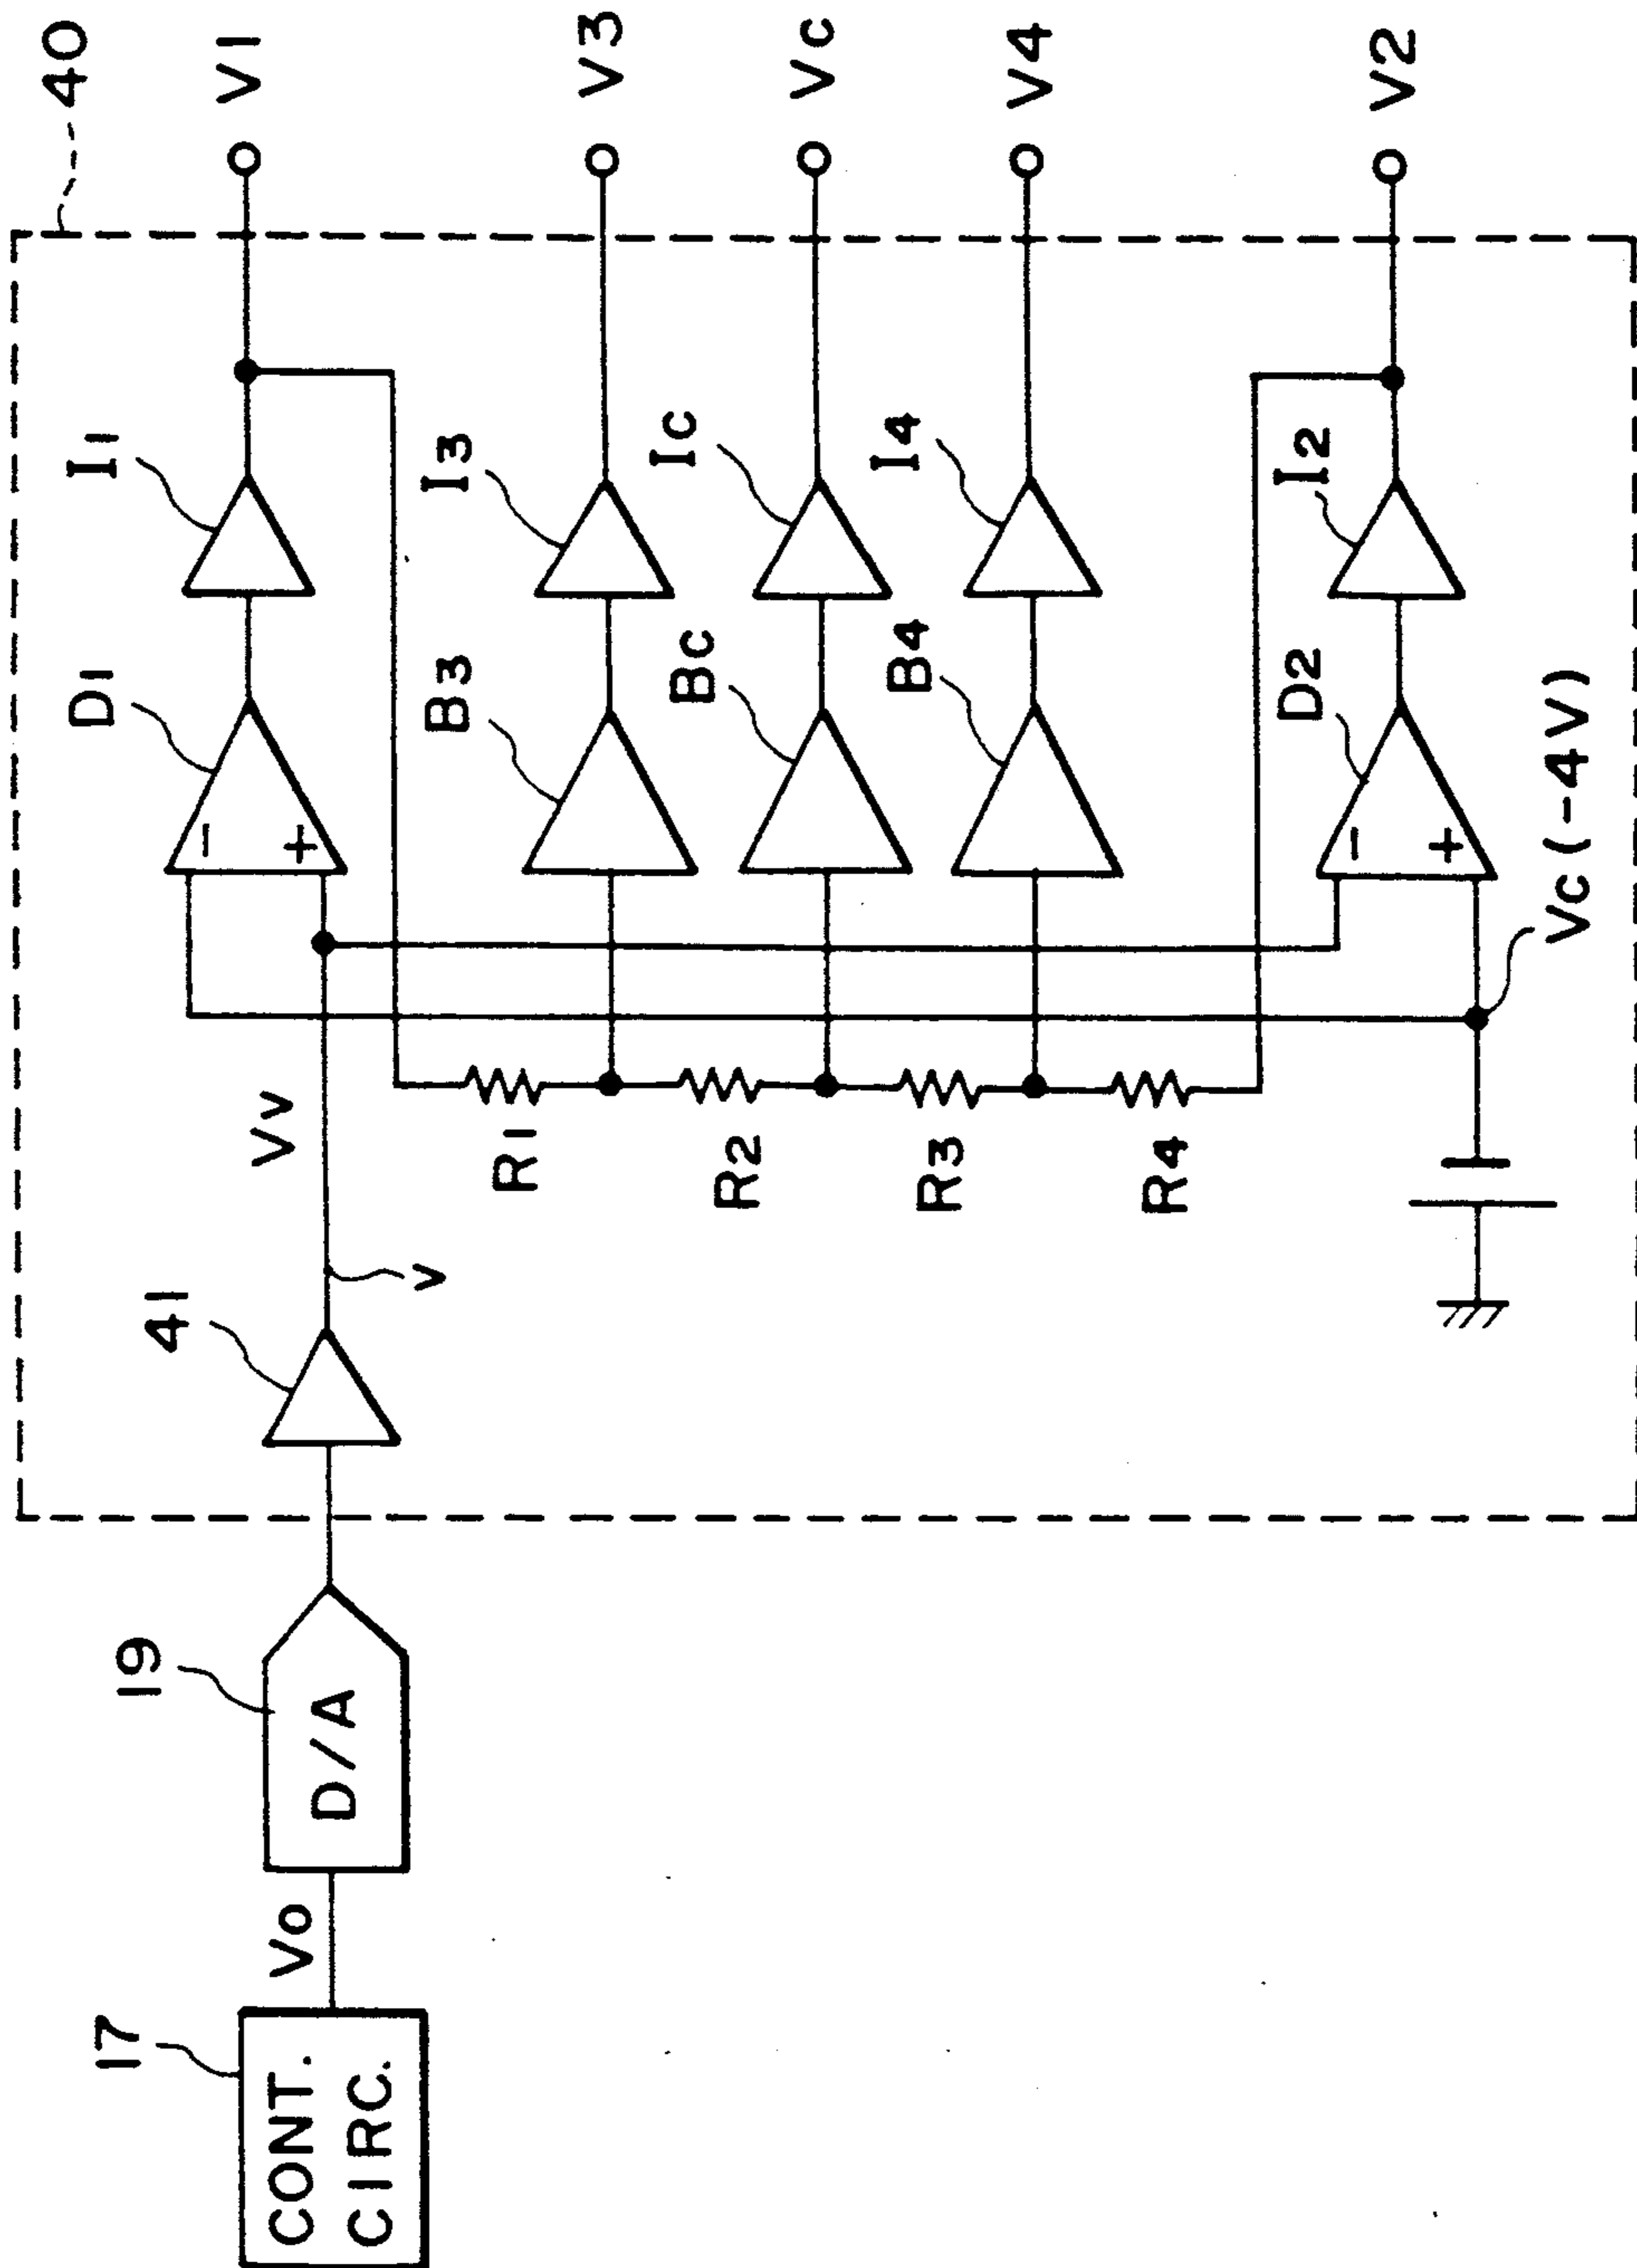 40
V1
V3
Vc
V4
V2
I1
I3
Ic
I4
I2
D1
B3
Bc
B4
D2
−
+
−
+
Vc (-4V)
Vv
R1
R2
R3
R4
41
v
19
D/A
Vo
17
CONT.
CIRC.